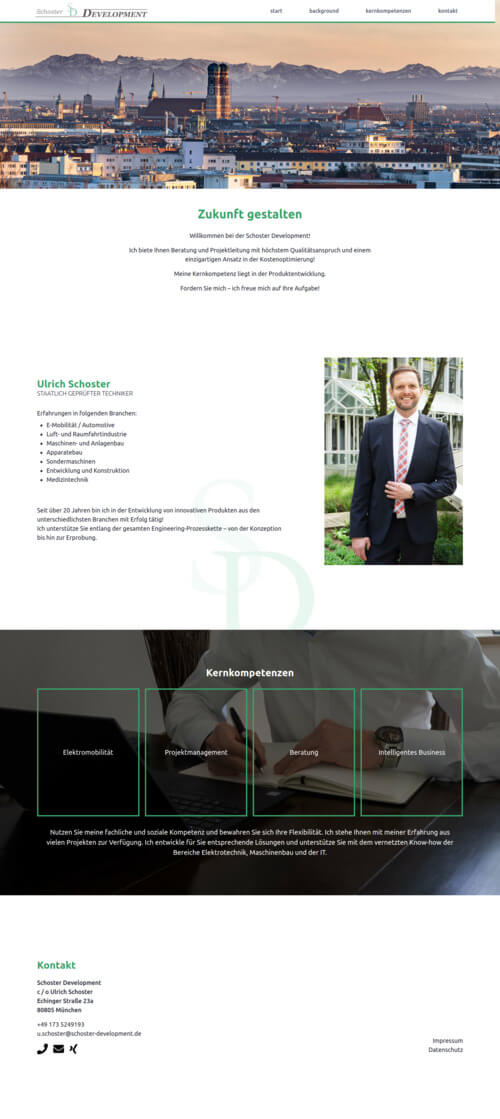 Schoster SD DEVELOPMENT
start background kernkompetenzen kontakt
Zukunft gestalten
Willkommen bei der Schoster Development!
Ich biete Ihnen Beratung und Projektleitung mit höchstem Qualitätsanspruch und einem
einzigartigen Ansatz in der Kostenoptimierung!
Meine Kernkompetenz liegt in der Produktentwicklung.
Fordern Sie mich – ich freue mich auf Ihre Aufgabe!
Ulrich Schoster
STAATLICH GEPRÜFTER TECHNIKER
Erfahrungen in folgenden Branchen:
• E-Mobilität / Automotive
• Luft- und Raumfahrtindustrie
• Maschinen- und Anlagenbau
• Apparatebau
• Sondermaschinen
• Entwicklung und Konstruktion
• Medizintechnik
Seit über 20 Jahren bin ich in der Entwicklung von innovativen Produkten aus den
unterschiedlichsten Branchen mit Erfolg tätig!
Ich unterstütze Sie entlang der gesamten Engineering-Prozesskette – von der Konzeption
bis hin zur Erprobung.
SD
Kernkompetenzen
Elektromobilität Projektmanagement Beratung Intelligentes Business
Nutzen Sie meine fachliche und soziale Kompetenz und bewahren Sie sich Ihre Flexibilität. Ich stehe Ihnen mit meiner Erfahrung aus
vielen Projekten zur Verfügung. Ich entwickle für Sie entsprechende Lösungen und unterstütze Sie mit dem vernetzten Know-how der
Bereiche Elektrotechnik, Maschinenbau und der IT.
Kontakt
Schoster Development
c / o Ulrich Schoster
Echinger Straße 23a
80805 München
+49 173 5249193
u.schoster@schoster-development.de
Impressum
Datenschutz